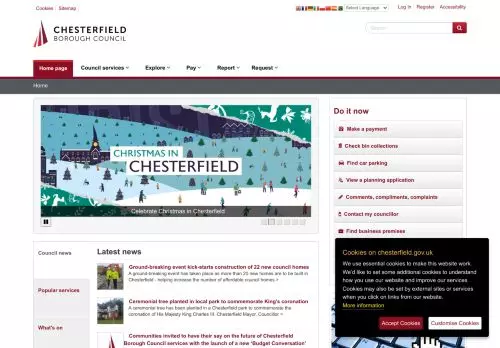 Cookies Sitemap
Select Language
Log In Register Accessibility
CHESTERFIELD
BOROUGH COUNCIL
Search
Home page Council services Explore Pay Report Request
Home
CHRISTMAS IN
CHESTERFIELD
Celebrate Christmas in Chesterfield
Do it now
Make a payment
Check bin collections
Find car parking
View a planning application
Comments, compliments, complaints
Contact my councillor
Find business premises
Council news
Popular services
What's on
Latest news
Ground-breaking event kick-starts construction of 22 new council homes
A ground-breaking event has taken place as more than 20 new homes are to be built in
Chesterfield - helping increase the number of affordable council homes >
Ceremonial tree planted in local park to commemorate King's coronation
A ceremonial tree has been planted in a Chesterfield park to commemorate the
coronation of His Majesty King Charles III. Chesterfield Mayor, Councillor >
Communities invited to have their say on the future of Chesterfield
Borough Council services with the launch of a new 'Budget Conversation'
Cookies on chesterfield.gov.uk
We use essential cookies to make this website work.
We'd like to set some additional cookies to understand
how you use our website and improve our services.
Cookies may also be set by external sites or services
when you click on links from our website.
More information
Accept Cookies Customise Cookies